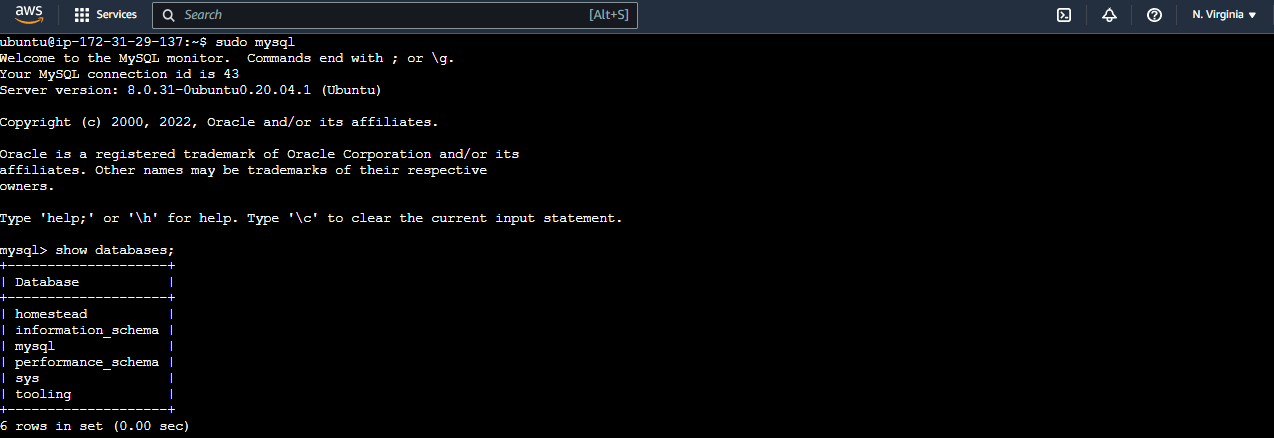 aws
Services
Search
[Alt+S]
N. Virginia
ubuntu@ip-172-31-29-137:~$ sudo mysql
Welcome to the MySQL monitor.  Commands end with ; or \g.
Your MySQL connection id is 43
Server version: 8.0.31-0ubuntu0.20.04.1 (Ubuntu)
Copyright (c) 2000, 2022, Oracle and/or its affiliates.
Oracle is a registered trademark of Oracle Corporation and/or its
affiliates. Other names may be trademarks of their respective
owners.
Type 'help;' or '\h' for help. Type '\c' to clear the current input statement.
mysql> show databases;
+--------------------+
| Database           |
+--------------------+
| homestead          |
| information_schema |
| mysql              |
| performance_schema |
| sys                |
| tooling            |
+--------------------+
6 rows in set (0.00 sec)